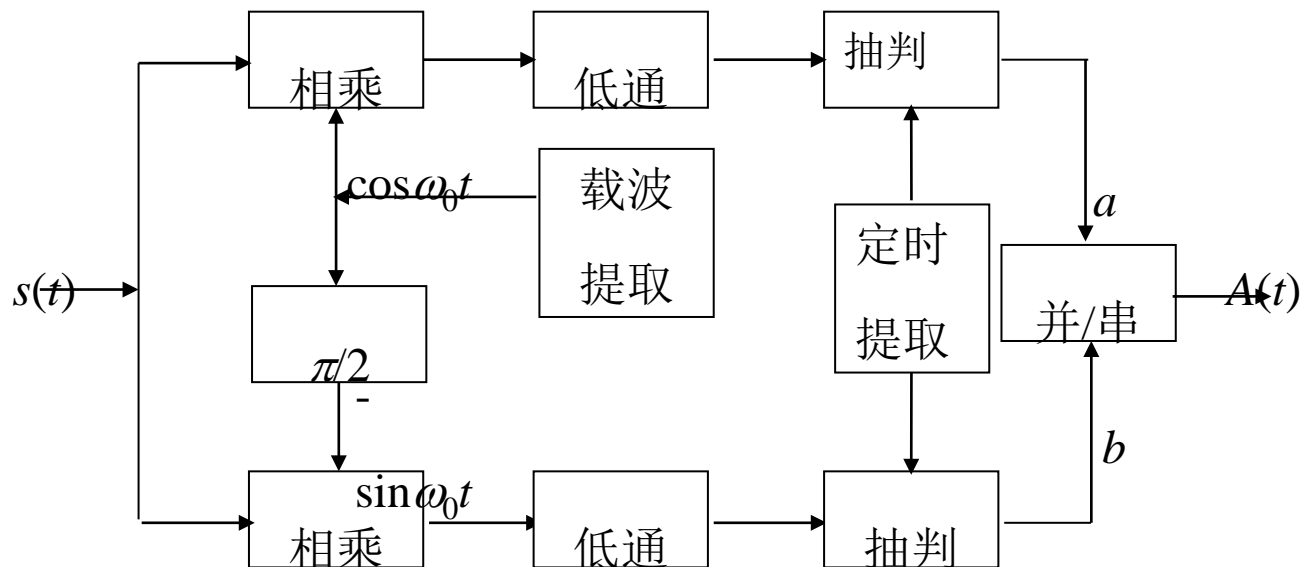 相乘
低通
抽判
cosω₀t
载波
提取
定时
提取
a
s(t)
π/2
并/串
A(t)
-
sinω₀t
b
相乘
低通
抽判